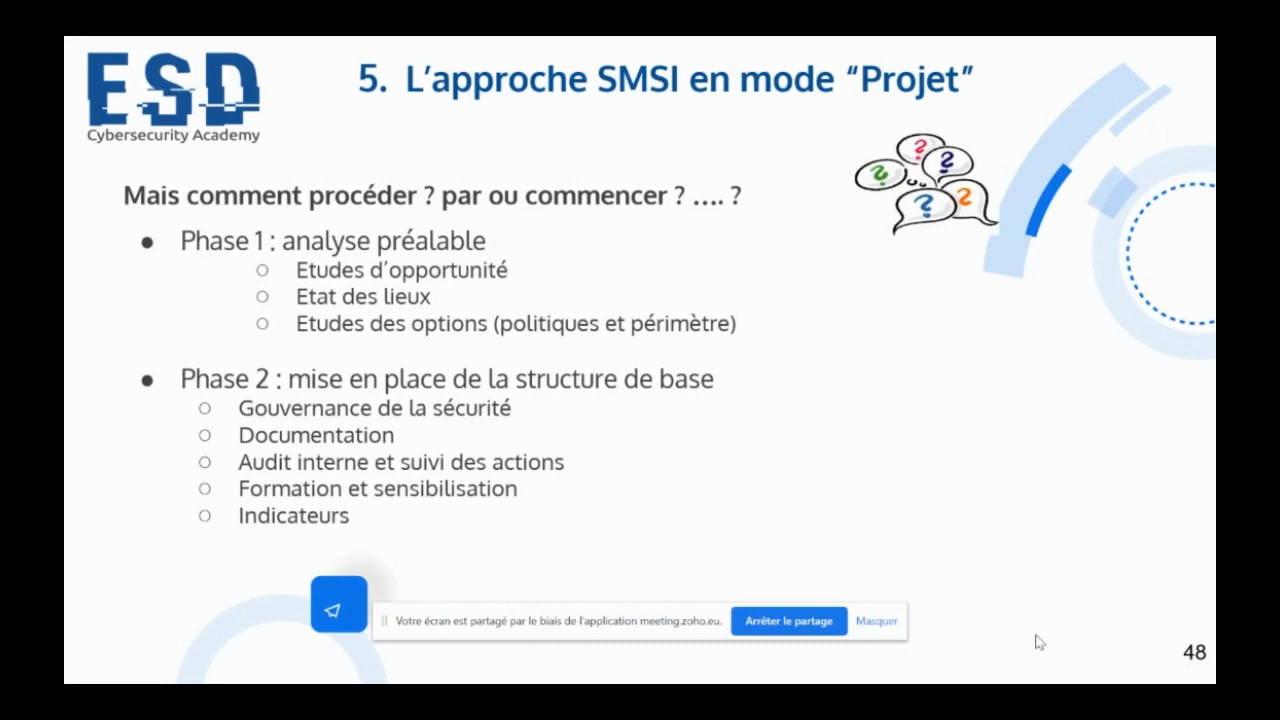 ESD
Cybersecurity Academy
5. L’approche SMSI en mode “Projet”
? ? ? ? ?
Mais comment procéder ? par ou commencer ? .... ?
● Phase 1 : analyse préalable
○ Etudes d’opportunité
○ Etat des lieux
○ Etudes des options (politiques et périmètre)
● Phase 2 : mise en place de la structure de base
○ Gouvernance de la sécurité
○ Documentation
○ Audit interne et suivi des actions
○ Formation et sensibilisation
○ Indicateurs
Votre écran est partagé par le biais de l'application meeting.zoho.eu. Arrêter le partage Masquer
48